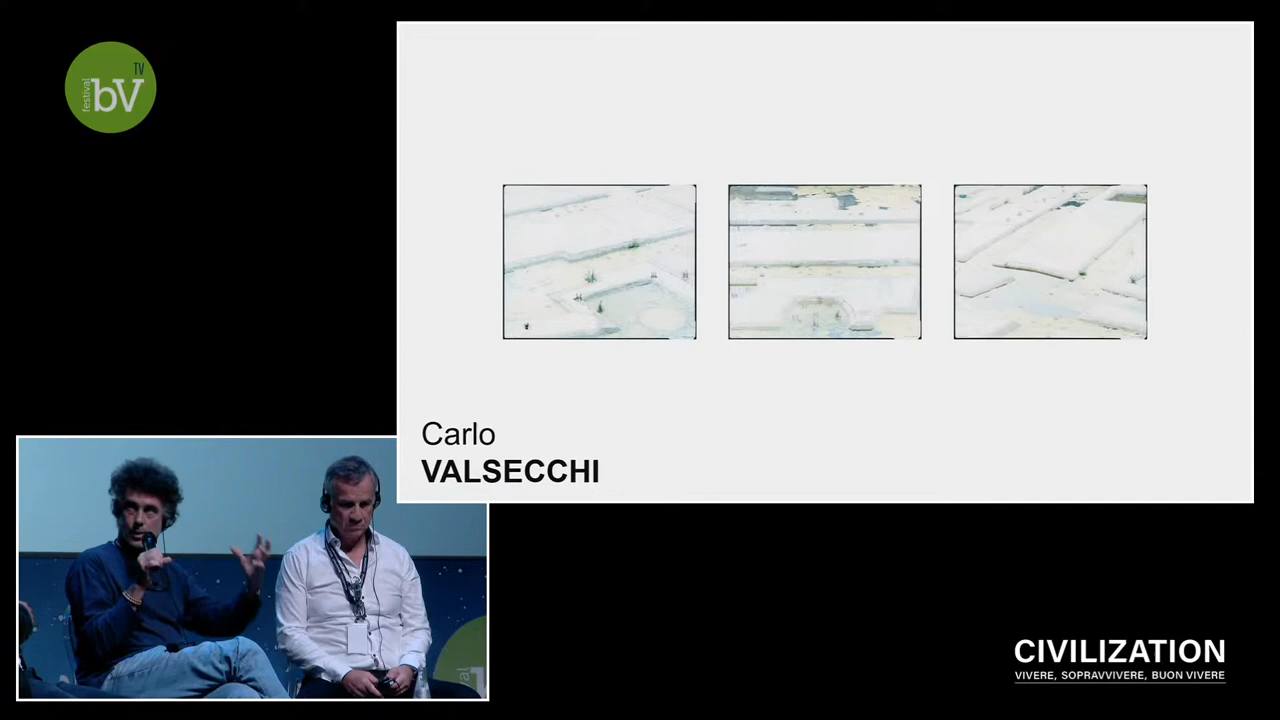 TV
festival
bV
Carlo
VALSECCHI
CIVILIZATION
VIVERE, SOPRAVVIVERE, BUON VIVERE